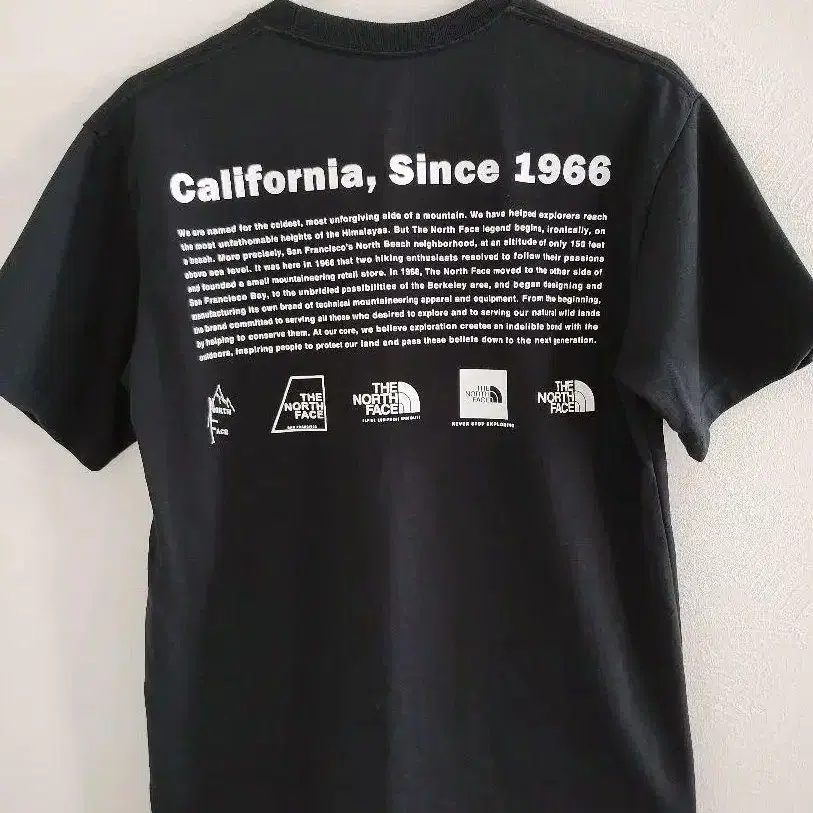 California, Since 1966
We are named for the coldest, most unforgiving side of a mountain. We have helped explorers reach
the most unfathomable heights of the Himalayas. But The North Face legend begins, ironically, on
a beach. More precisely, San Francisco's North Beach neighborhood, at an altitude of only 150 feet
above sea level. It was here in 1966 that two hiking enthusiasts resolved to follow their passions
and founded a small mountaineering retail store. In 1968, The North Face moved to the other side of
San Francisco Bay, to the unbridled possibilities of the Berkeley area, and began designing and
manufacturing its own brand of technical mountaineering apparel and equipment. From the beginning,
the brand committed to serving all those who desired to explore and to serving our natural wild lands
by helping to conserve them. At our core, we believe exploration creates an indelible bond with the
outdoors, inspiring people to protect our land and pass these beliefs down to the next generation.
NORTH
FACE
THE
NORTH
FACE
SAN FRANCISCO
THE
NORTH
FACE
THE
NORTH
FACE
NEVER STOP EXPLORING
THE
NORTH
FACE